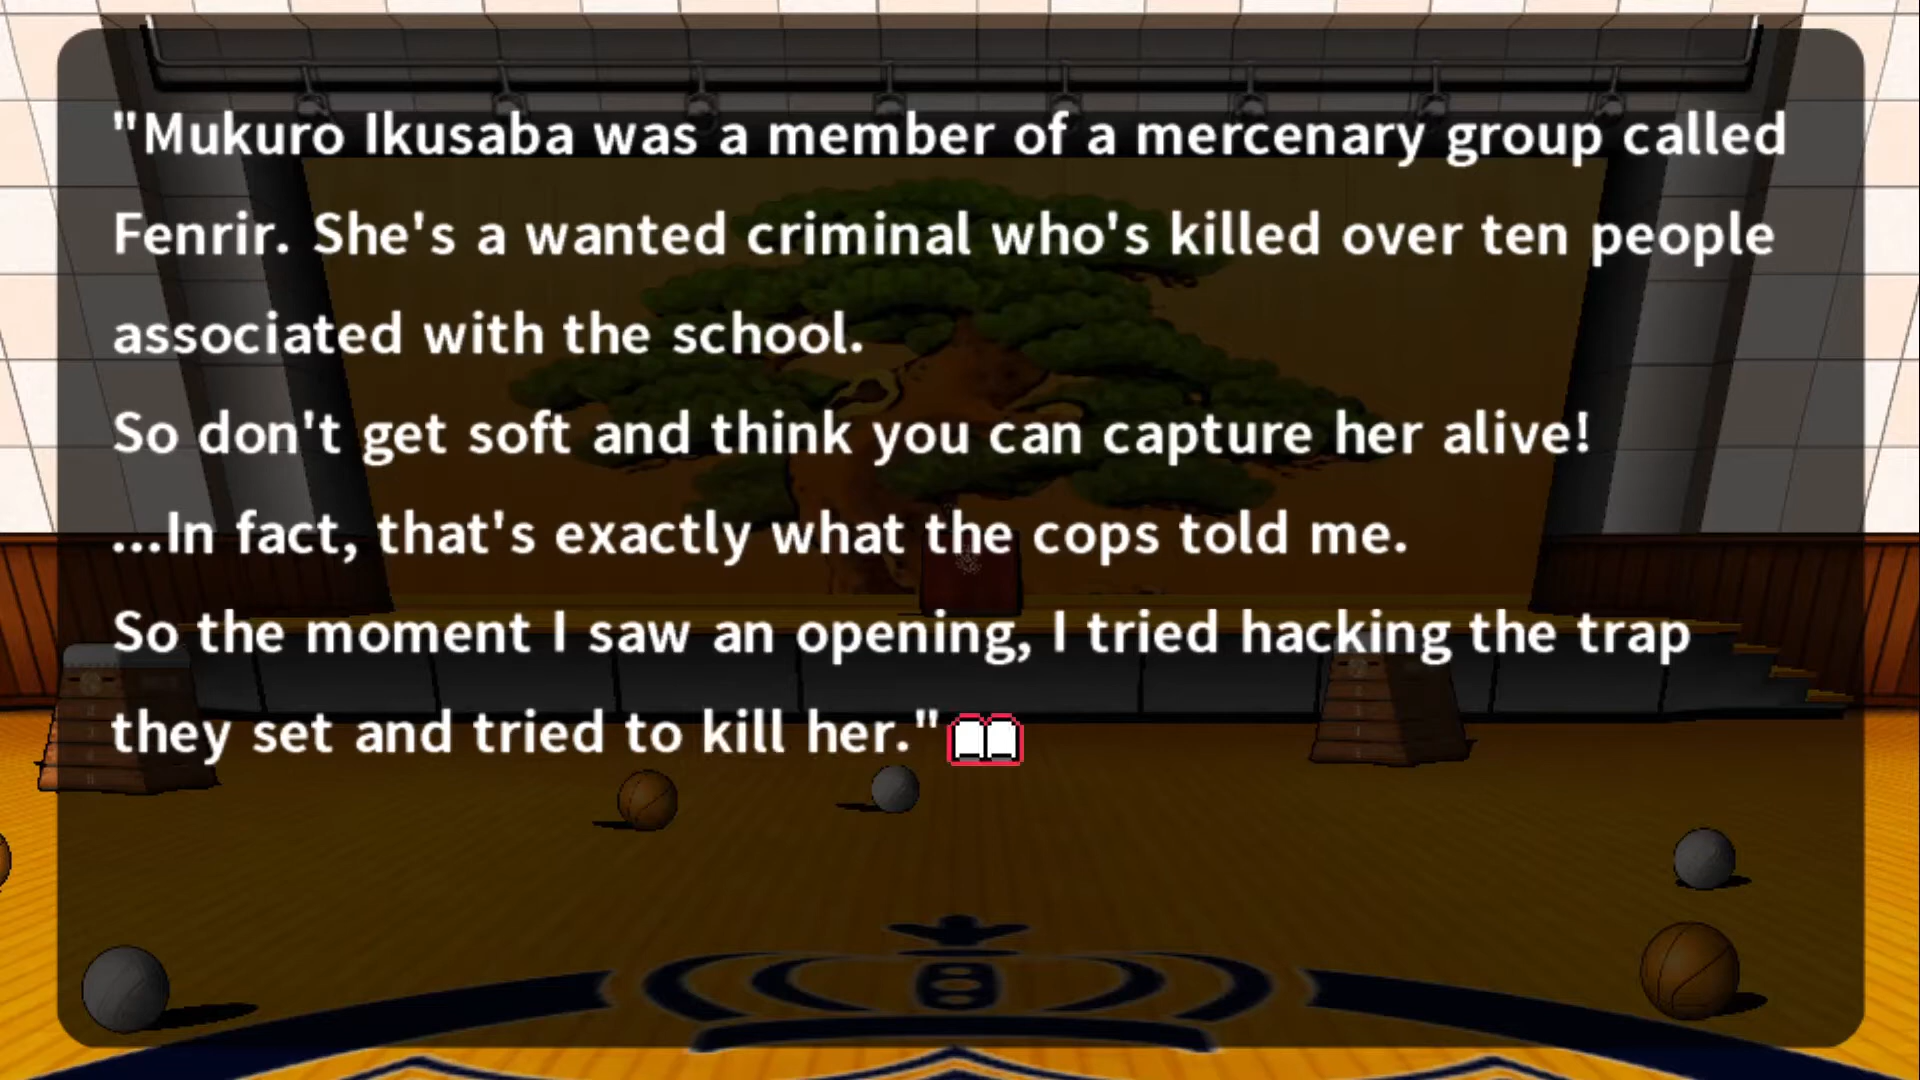 "Mukuro Ikusaba was a member of a mercenary group called
Fenrir. She's a wanted criminal who's killed over ten people
associated with the school.
So don't get soft and think you can capture her alive!
...In fact, that's exactly what the cops told me.
So the moment I saw an opening, I tried hacking the trap
they set and tried to kill her."
8